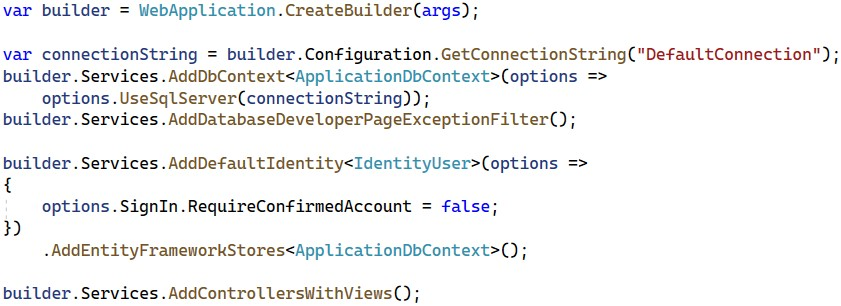 var builder = WebApplication.CreateBuilder(args);

var connectionString = builder.Configuration.GetConnectionString("DefaultConnection");
builder.Services.AddDbContext<ApplicationDbContext>(options =>
    options.UseSqlServer(connectionString));
builder.Services.AddDatabaseDeveloperPageExceptionFilter();

builder.Services.AddDefaultIdentity<IdentityUser>(options =>
{
    options.SignIn.RequireConfirmedAccount = false;
})
    .AddEntityFrameworkStores<ApplicationDbContext>();

builder.Services.AddControllersWithViews();